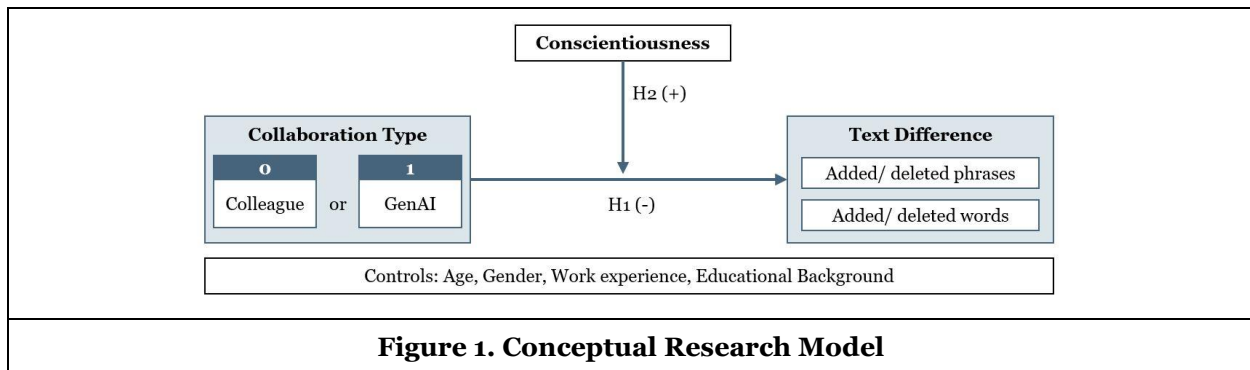 Conscientiousness
H2 (+)
Collaboration Type
0
1
Colleague
or
GenAI
H1 (-)
Text Difference
Added/ deleted phrases
Added/ deleted words
Controls: Age, Gender, Work experience, Educational Background
Figure 1. Conceptual Research Model